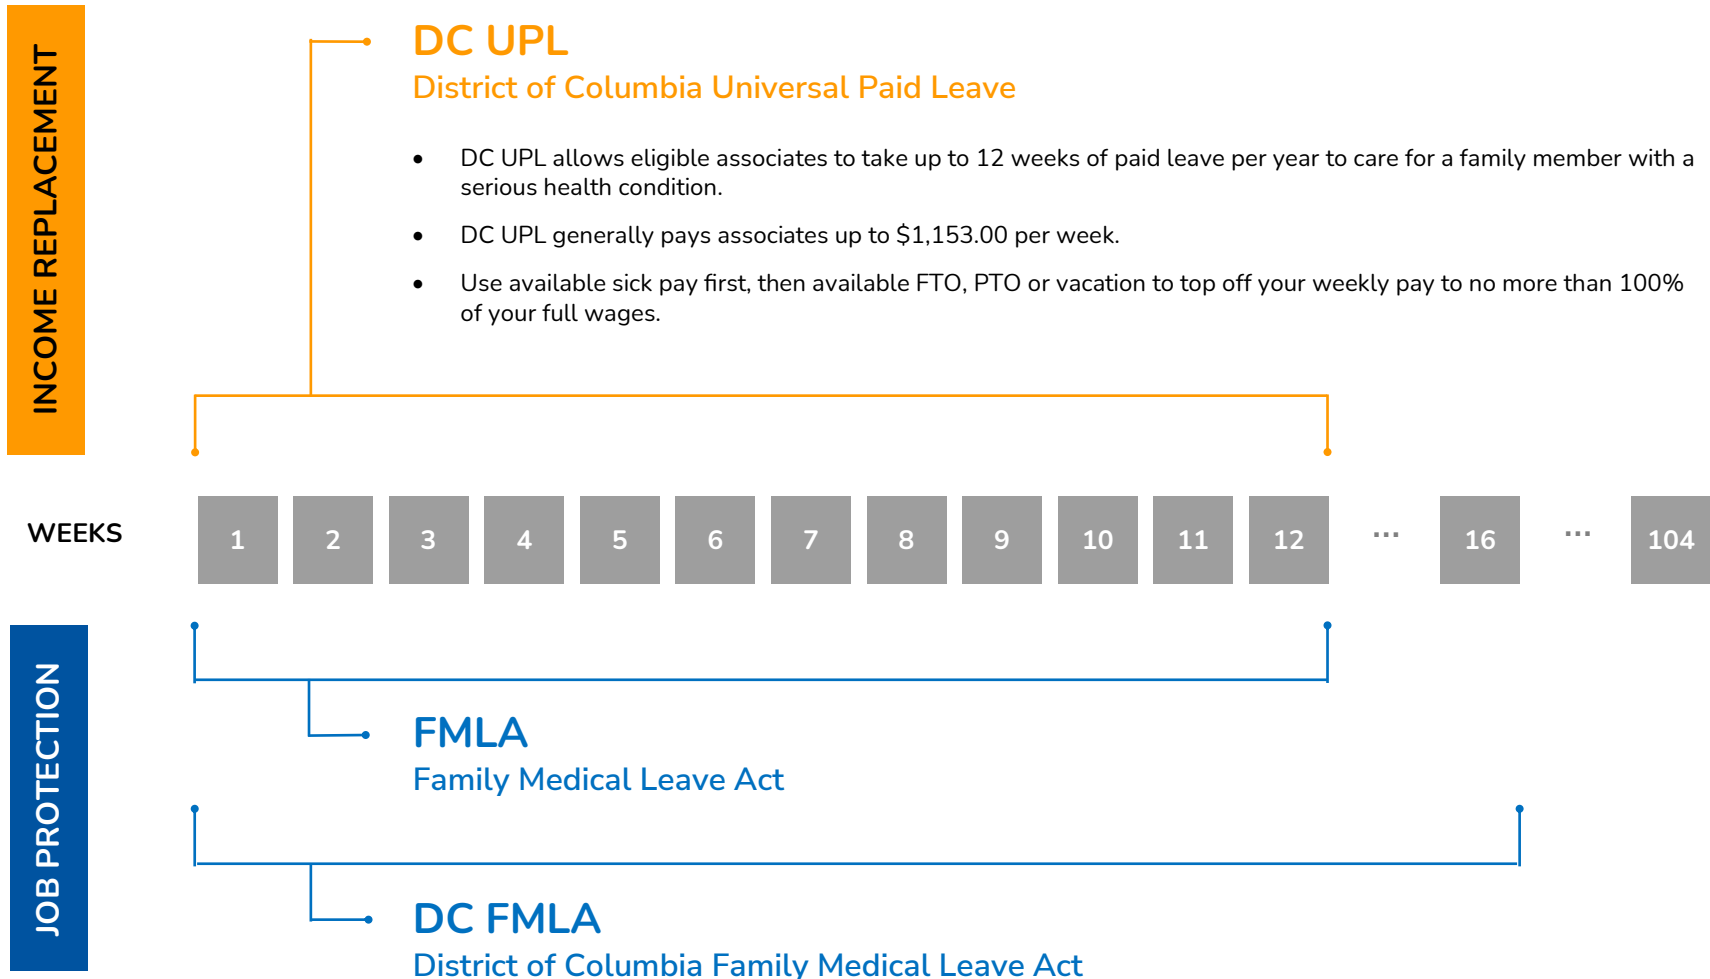 INCOME REPLACEMENT
DC UPL
District of Columbia Universal Paid Leave
• DC UPL allows eligible associates to take up to 12 weeks of paid leave per year to care for a family member with a
serious health condition.
• DC UPL generally pays associates up to $1,153.00 per week.
• Use available sick pay first, then available FTO, PTO or vacation to top off your weekly pay to no more than 100%
of your full wages.
WEEKS 1 2 3 4 5 6 7 8 9 10 11 12 ... 16 ... 104
JOB PROTECTION
FMLA
Family Medical Leave Act
DC FMLA
District of Columbia Family Medical Leave Act